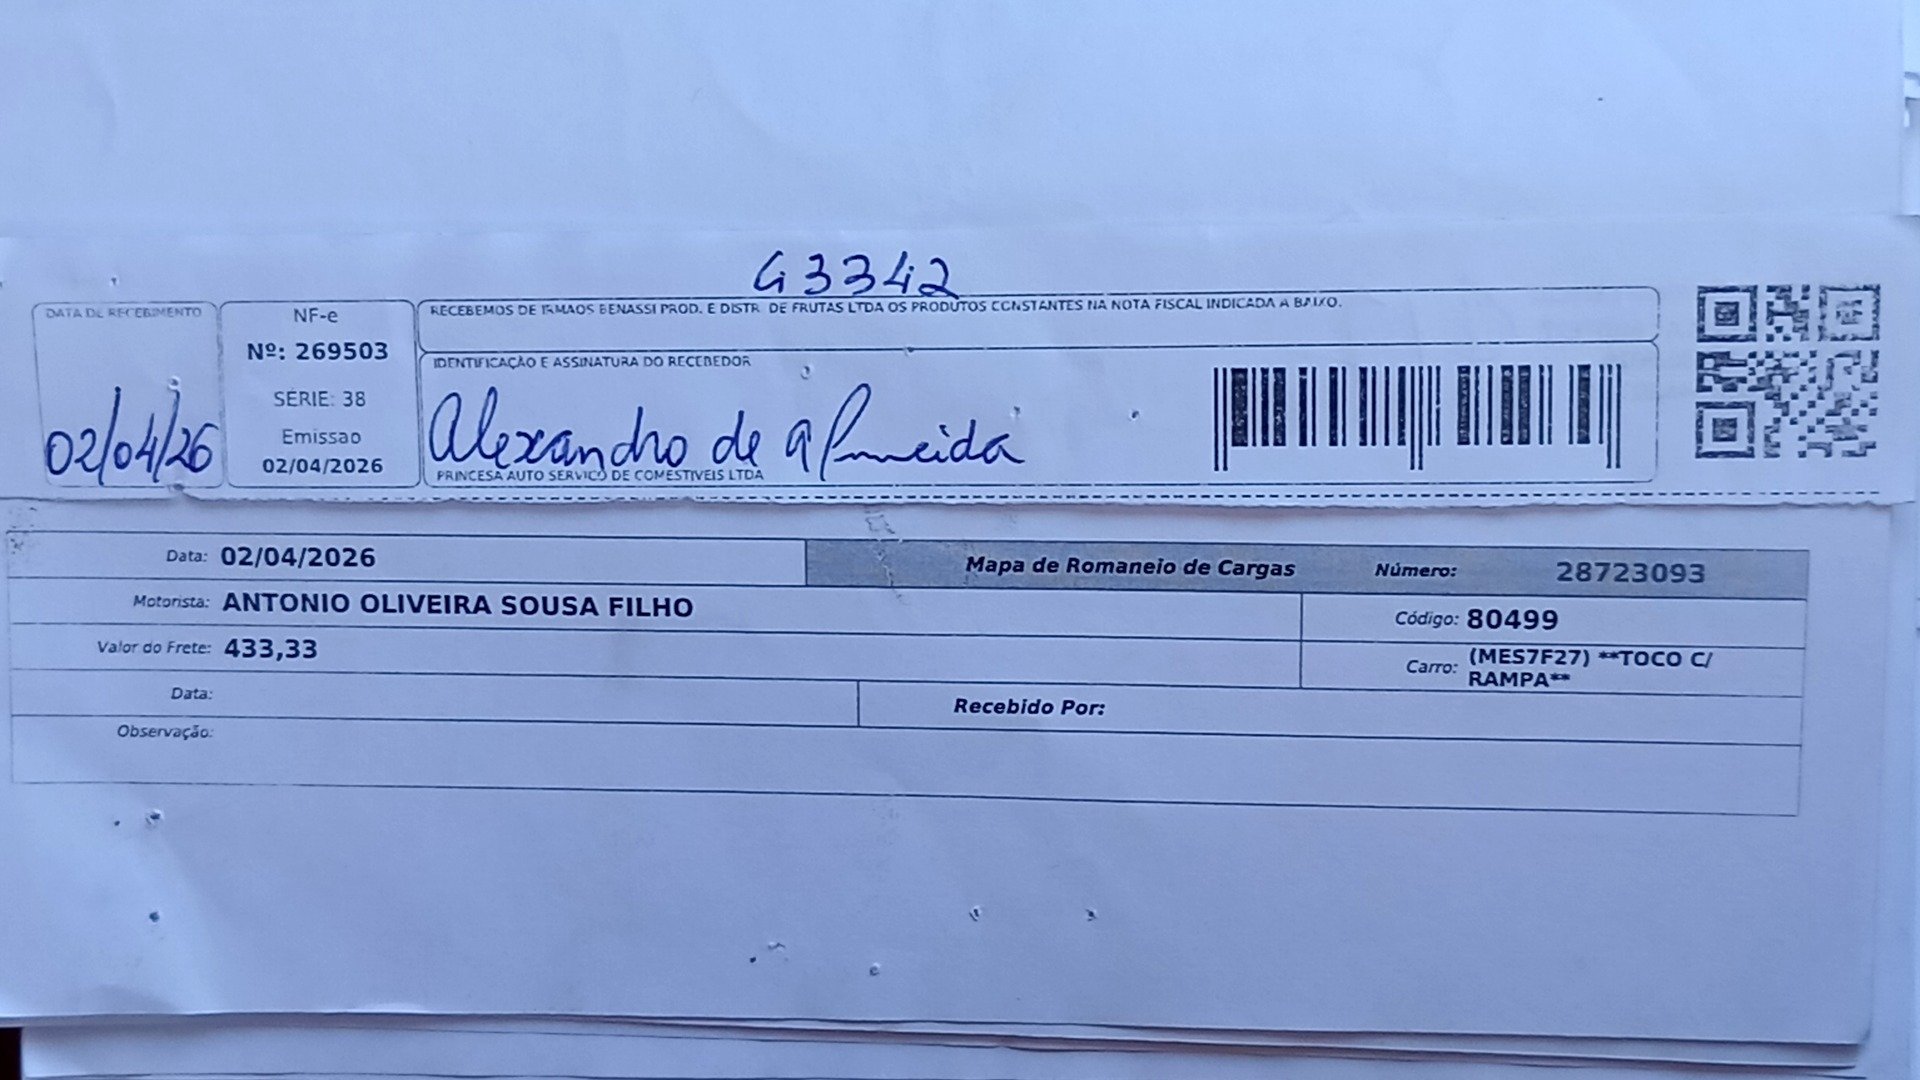 G3342
DATA DE RECEBIMENTO
02/04/26
NF-e
Nº: 269503
SÉRIE: 38
Emissao
02/04/2026
RECEBEMOS DE IRMAOS BENASSI PROD. E DISTR. DE FRUTAS LTDA OS PRODUTOS CONSTANTES NA NOTA FISCAL INDICADA A BAIXO.
IDENTIFICAÇÃO E ASSINATURA DO RECEBEDOR
Alexandro de Almeida
PRINCESA AUTO SERVIÇO DE COMESTIVEIS LTDA
Data: 02/04/2026
Mapa de Romaneio de Cargas Número: 28723093
Motorista: ANTONIO OLIVEIRA SOUSA FILHO
Código: 80499
Valor do Frete: 433,33
Carro: (MES7F27) **TOCO C/
RAMPA**
Data:
Recebido Por:
Observação: